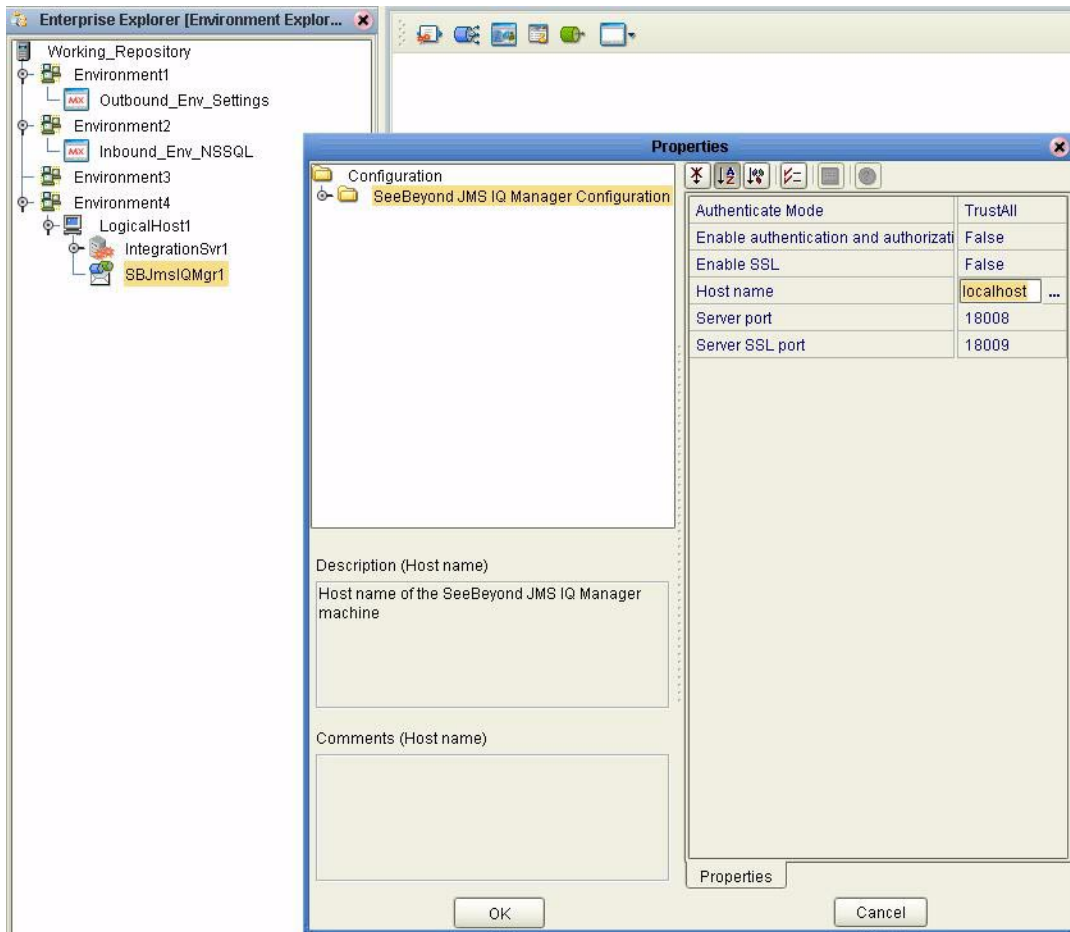 Enterprise Explorer [Environment Explor...
Working_Repository
Environment1
MX
Outbound_Env_Settings
Environment2
MX
Inbound_Env_NSSQL
Environment3
Environment4
LogicalHost1
IntegrationSvr1
SBJmsIQMgr1
Properties
Configuration
SeeBeyond JMS IQ Manager Configuration
Authenticate Mode TrustAll
Enable authentication and authorizati False
Enable SSL False
Host name localhost ...
Server port 18008
Server SSL port 18009
Description (Host name)
Host name of the SeeBeyond JMS IQ Manager
machine
Comments (Host name)
Properties
OK Cancel